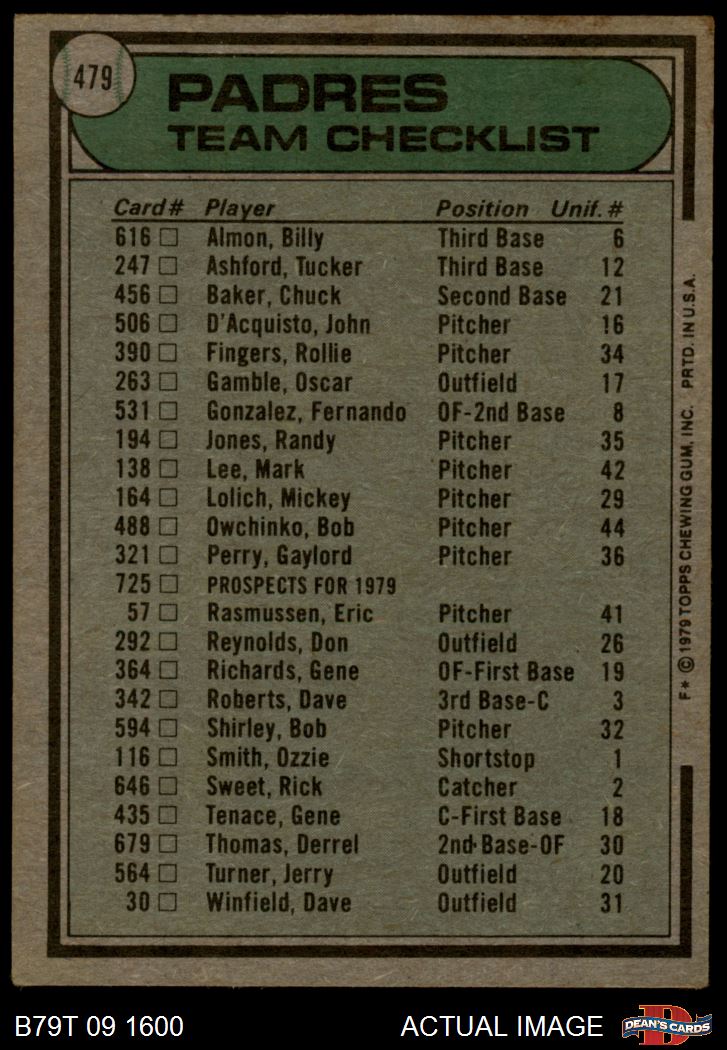 479
PADRES
TEAM CHECKLIST
Card# Player Position Unif. #
616 □ Almon, Billy Third Base 6
247 □ Ashford, Tucker Third Base 12
456 □ Baker, Chuck Second Base 21
506 □ D'Acquisto, John Pitcher 16
390 □ Fingers, Rollie Pitcher 34
263 □ Gamble, Oscar Outfield 17
531 □ Gonzalez, Fernando OF-2nd Base 8
194 □ Jones, Randy Pitcher 35
138 □ Lee, Mark Pitcher 42
164 □ Lolich, Mickey Pitcher 29
488 □ Owchinko, Bob Pitcher 44
321 □ Perry, Gaylord Pitcher 36
725 □ PROSPECTS FOR 1979
57 □ Rasmussen, Eric Pitcher 41
292 □ Reynolds, Don Outfield 26
364 □ Richards, Gene OF-First Base 19
342 □ Roberts, Dave 3rd Base-C 3
594 □ Shirley, Bob Pitcher 32
116 □ Smith, Ozzie Shortstop 1
646 □ Sweet, Rick Catcher 2
435 □ Tenace, Gene C-First Base 18
679 □ Thomas, Derrel 2nd Base-OF 30
564 □ Turner, Jerry Outfield 20
30 □ Winfield, Dave Outfield 31
F* © 1979 TOPPS CHEWING GUM, INC. PRTD. IN U.S.A.
B79T 09 1600 ACTUAL IMAGE
D
DEAN'S CARDS